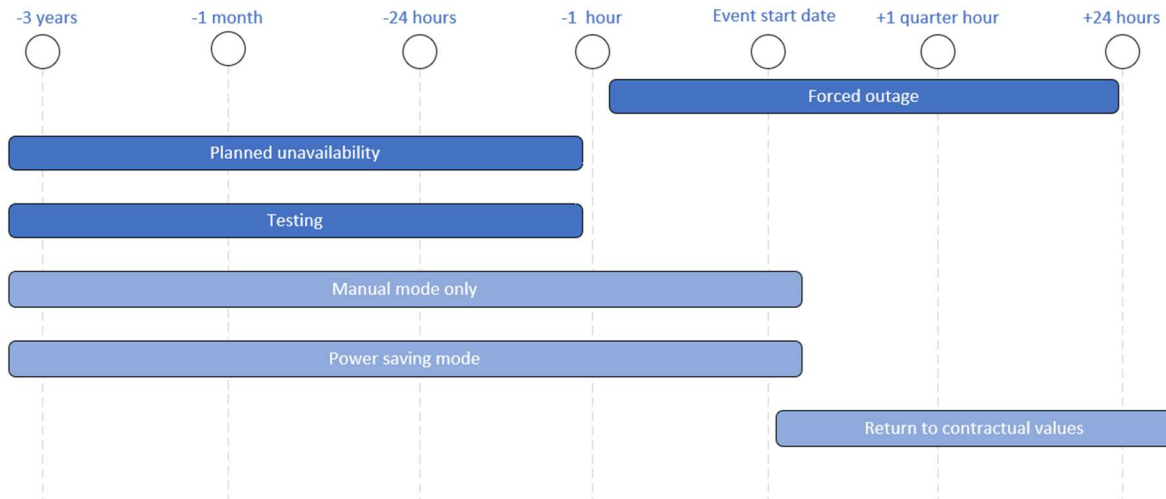 -3 years
-1 month
-24 hours
-1 hour
Event start date
+1 quarter hour
+24 hours
Forced outage
Planned unavailability
Testing
Manual mode only
Power saving mode
Return to contractual values